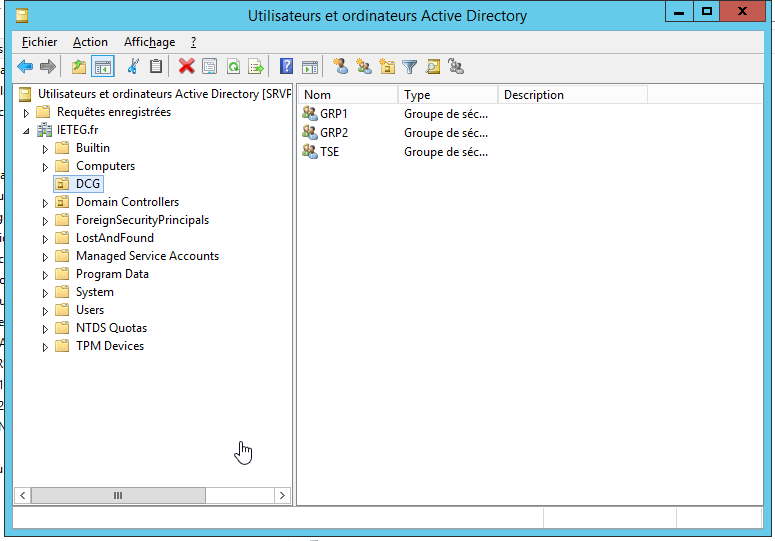 Utilisateurs et ordinateurs Active Directory
Fichier Action Affichage ?
Utilisateurs et ordinateurs Active Directory [SRVP
Requêtes enregistrées
IETEG.fr
Builtin
Computers
DCG
Domain Controllers
ForeignSecurityPrincipals
LostAndFound
Managed Service Accounts
Program Data
System
Users
NTDS Quotas
TPM Devices
Nom Type Description
GRP1 Groupe de séc...
GRP2 Groupe de séc...
TSE Groupe de séc...